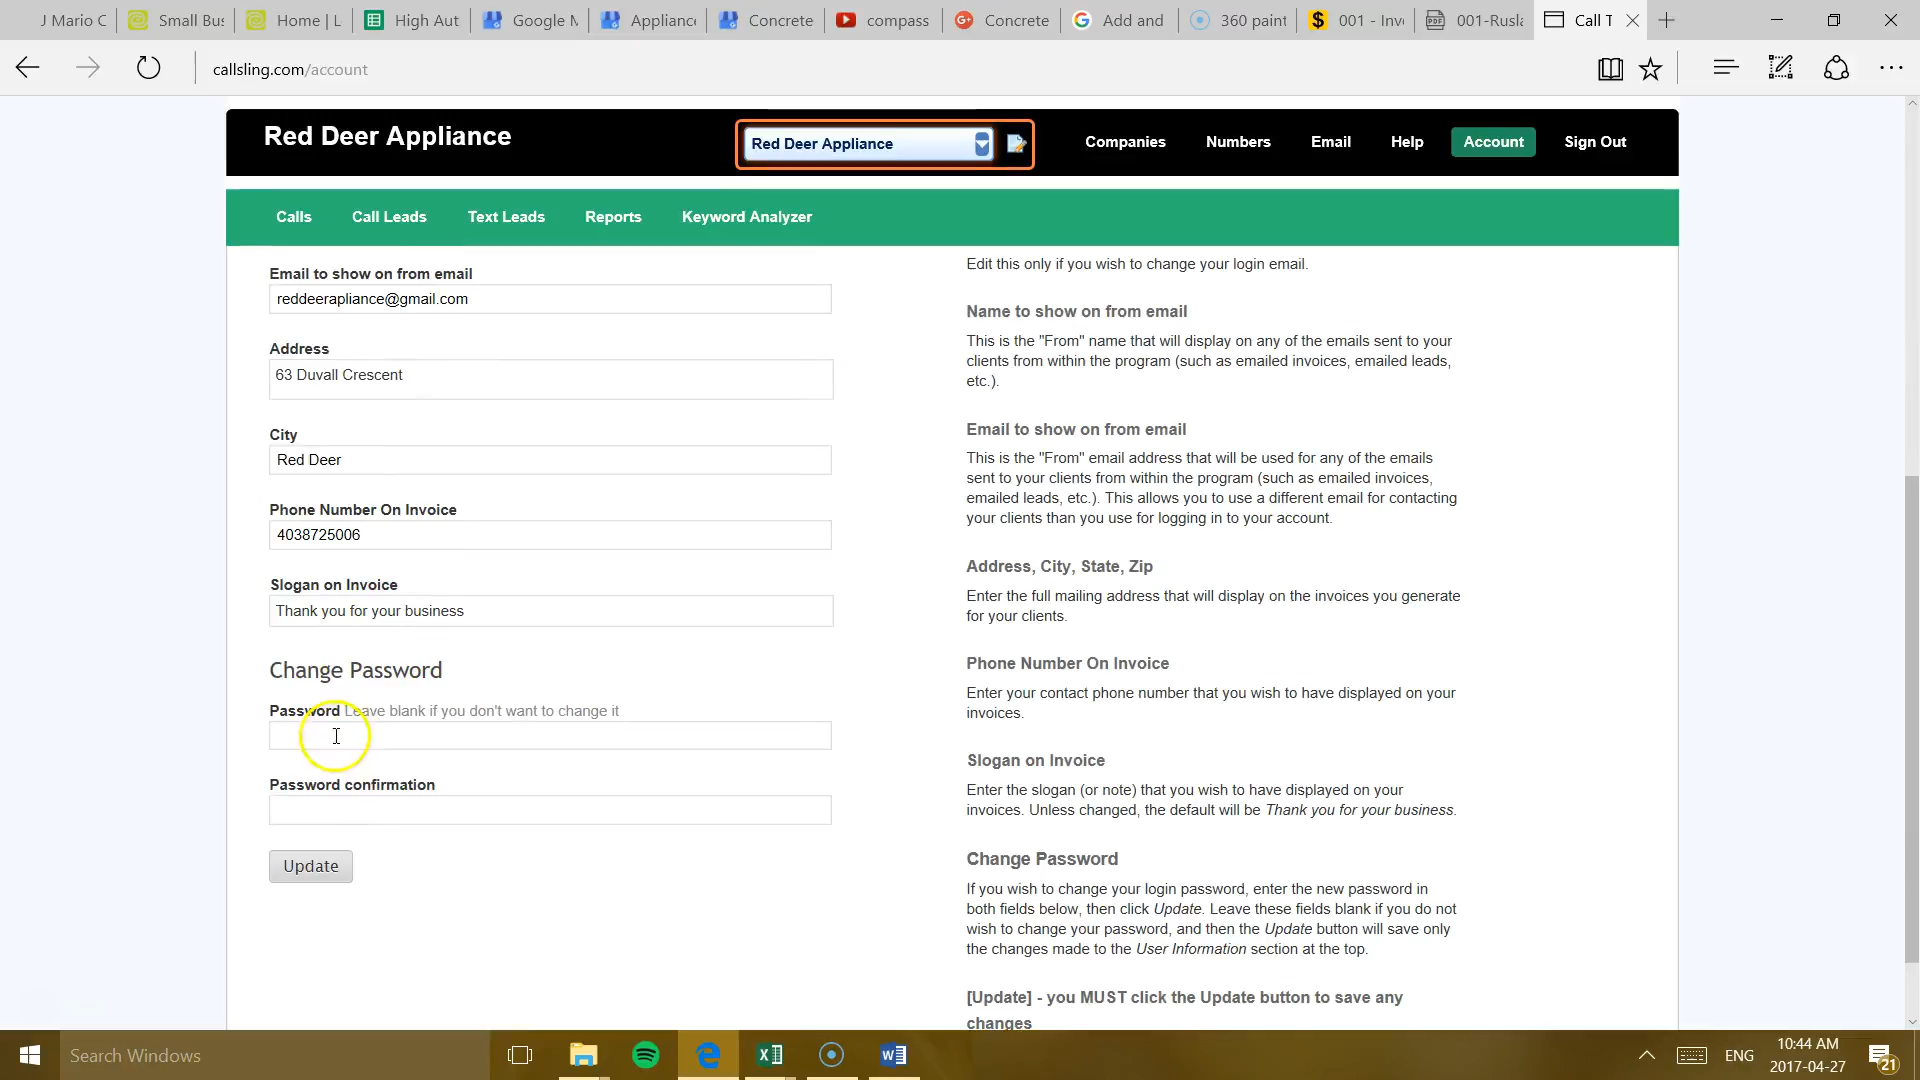 J Mario C
Small Bus
Home | L
High Aut
Google M
Appliance
Concrete
compass
Concrete
Add and
360 paint
001 - Inv
001-Rusla
Call T
callsling.com/account
Red Deer Appliance
Red Deer Appliance
Companies
Numbers
Email
Help
Account
Sign Out
Calls
Call Leads
Text Leads
Reports
Keyword Analyzer
Email to show on from email
reddeerapliance@gmail.com
Address
63 Duvall Crescent
City
Red Deer
Phone Number On Invoice
4038725006
Slogan on Invoice
Thank you for your business
Change Password
Password Leave blank if you don't want to change it
Password confirmation
Update
Edit this only if you wish to change your login email.
Name to show on from email
This is the "From" name that will display on any of the emails sent to your
clients from within the program (such as emailed invoices, emailed leads,
etc.).
Email to show on from email
This is the "From" email address that will be used for any of the emails
sent to your clients from within the program (such as emailed invoices,
emailed leads, etc.). This allows you to use a different email for contacting
your clients than you use for logging in to your account.
Address, City, State, Zip
Enter the full mailing address that will display on the invoices you generate
for your clients.
Phone Number On Invoice
Enter your contact phone number that you wish to have displayed on your
invoices.
Slogan on Invoice
Enter the slogan (or note) that you wish to have displayed on your
invoices. Unless changed, the default will be Thank you for your business.
Change Password
If you wish to change your login password, enter the new password in
both fields below, then click Update. Leave these fields blank if you do not
wish to change your password, and then the Update button will save only
the changes made to the User Information section at the top.
[Update] - you MUST click the Update button to save any
changes
Search Windows
ENG
10:44 AM
2017-04-27
21